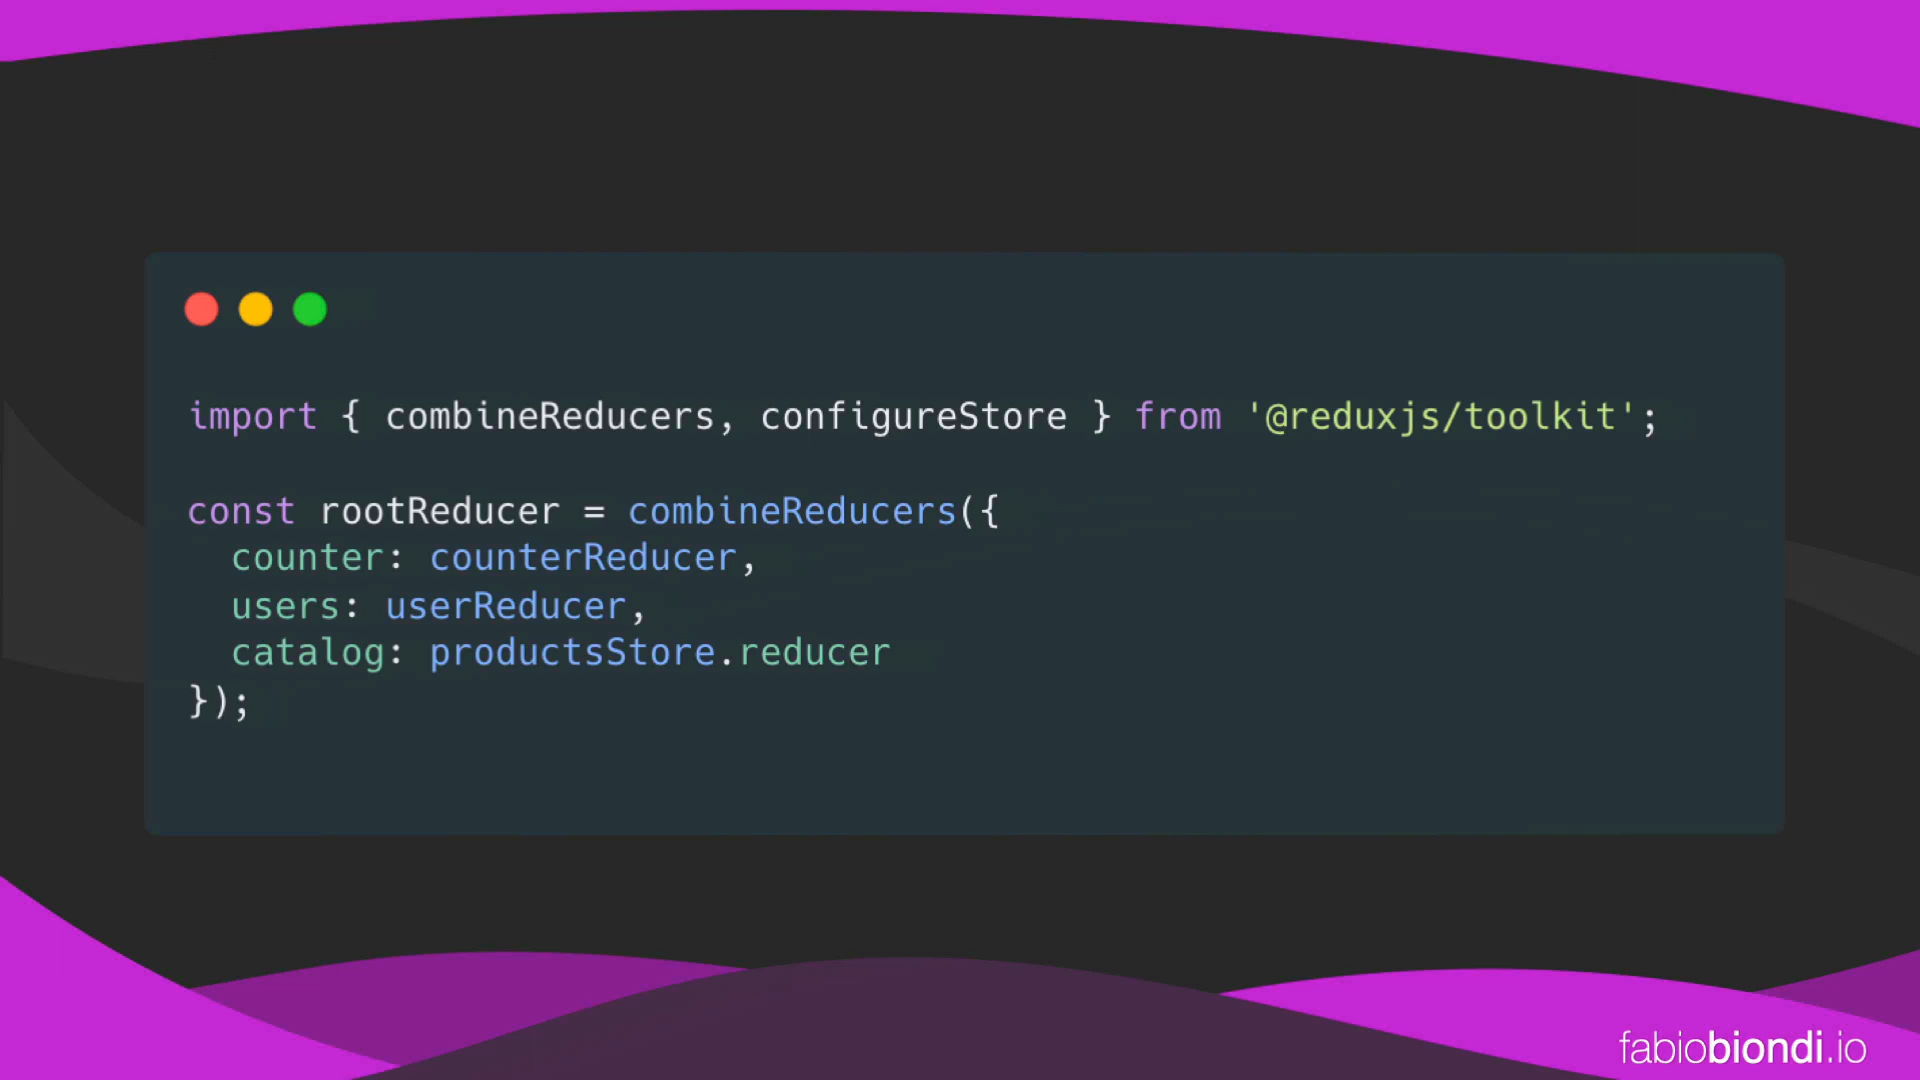 import { combineReducers, configureStore } from '@reduxjs/toolkit';
const rootReducer = combineReducers({
counter: counterReducer,
users: userReducer,
catalog: productsStore.reducer
});
fabiobiondi.io